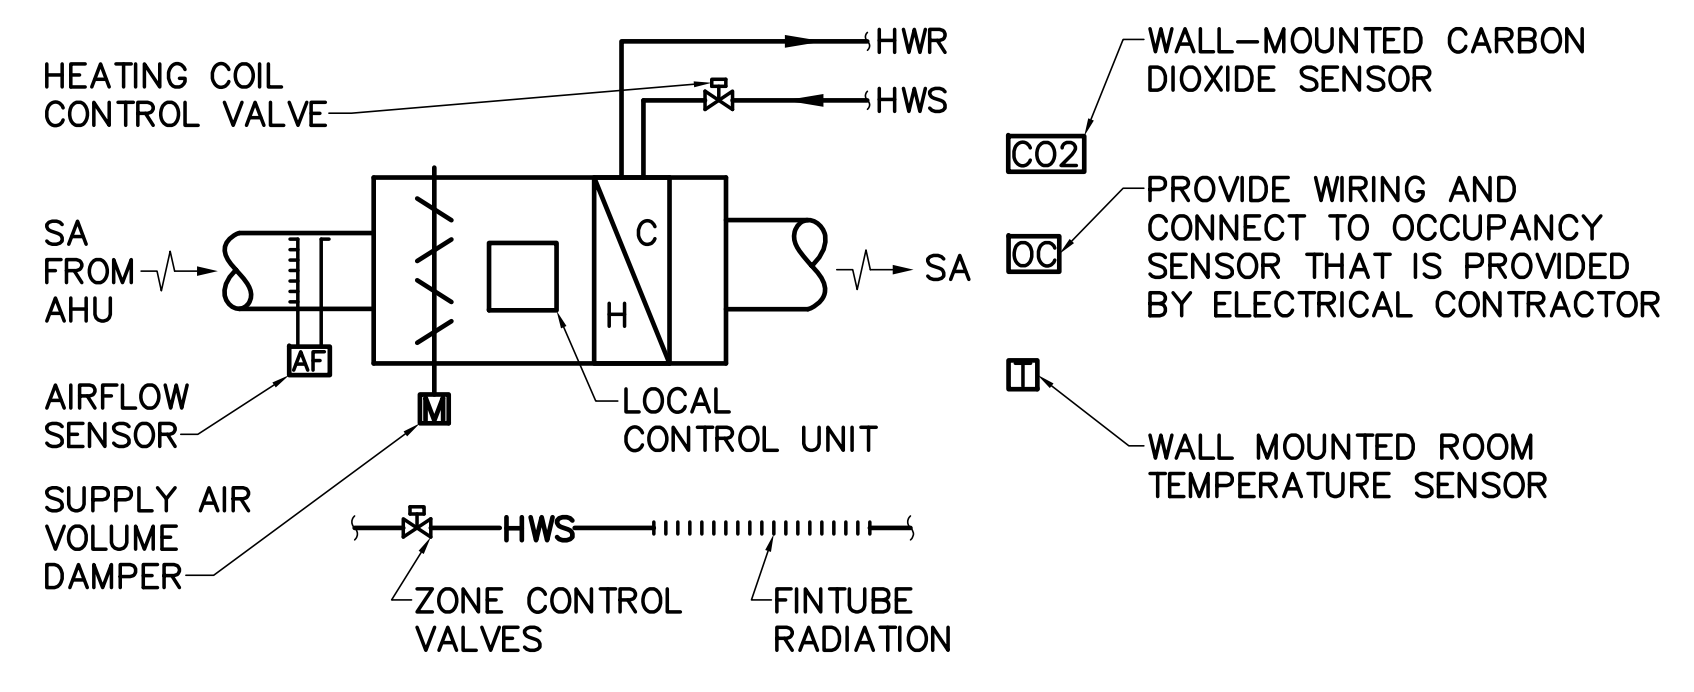 HEATING COIL
CONTROL VALVE
HWR
HWS
SA
FROM
AHU
AF
AIRFLOW
SENSOR
M
SUPPLY AIR
VOLUME
DAMPER
C
H
SA
LOCAL
CONTROL UNIT
HWS
ZONE CONTROL
VALVES
FINTUBE
RADIATION
WALL-MOUNTED CARBON
DIOXIDE SENSOR
CO2
PROVIDE WIRING AND
CONNECT TO OCCUPANCY
SENSOR THAT IS PROVIDED
BY ELECTRICAL CONTRACTOR
OC
T
WALL MOUNTED ROOM
TEMPERATURE SENSOR